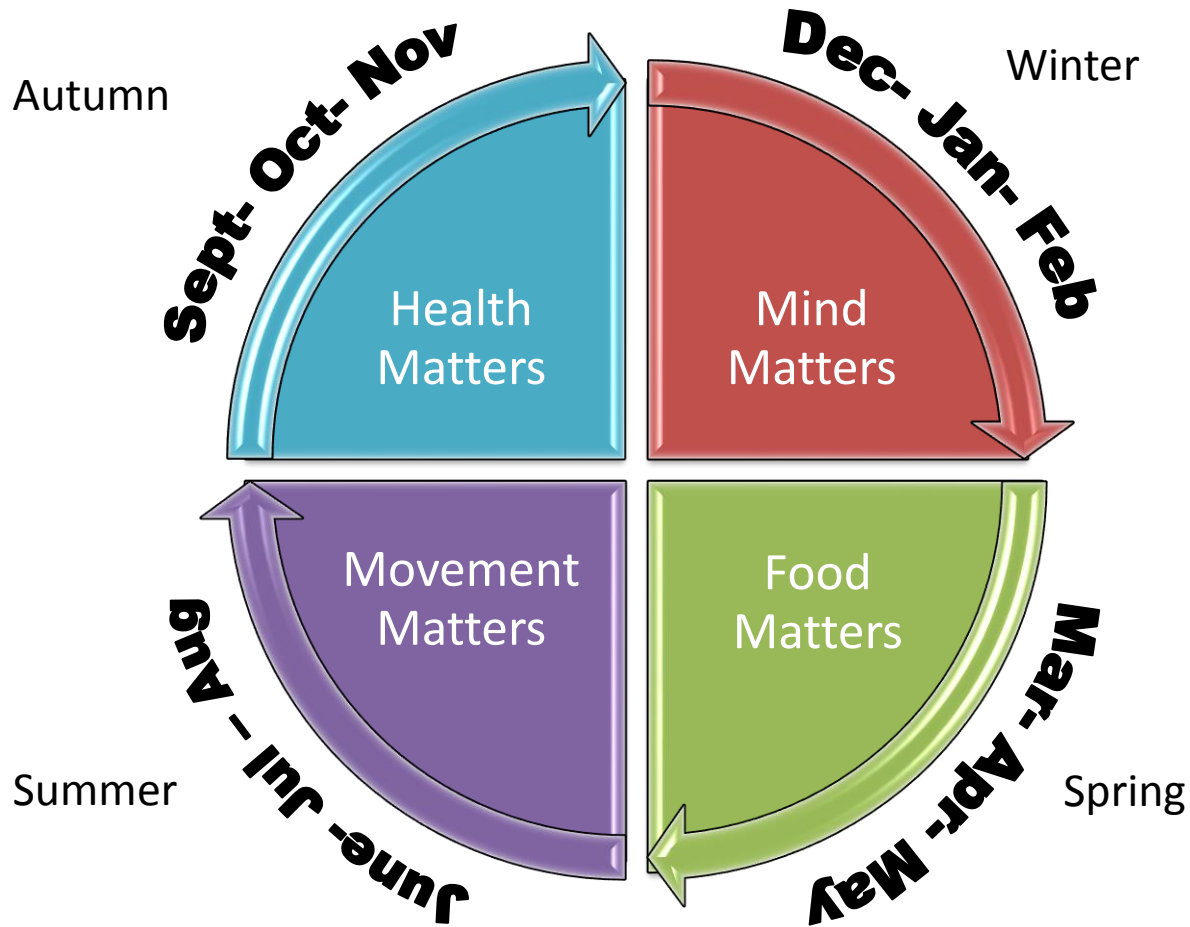 Autumn
Sept- Oct- Nov
Dec- Jan- Feb
Winter
Health
Matters
Mind
Matters
Movement
Matters
Food
Matters
Summer
June- Jul – Aug
Mar- Apr- May
Spring